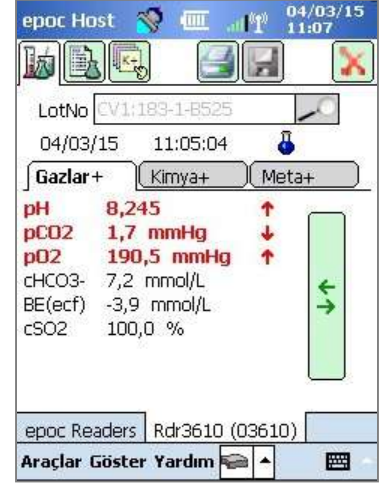 epoc Host 04/03/15 11:07
K+
LotNo CV1:183-1-B525
04/03/15 11:05:04
Gazlar+ Kimya+ Meta+
pH 8,245
pCO2 1,7 mmHg
pO2 190,5 mmHg
cHCO3- 7,2 mmol/L
BE(ecf) -3,9 mmol/L
cSO2 100,0 %
epoc Readers Rdr3610 (03610)
Araçlar Göster Yardım